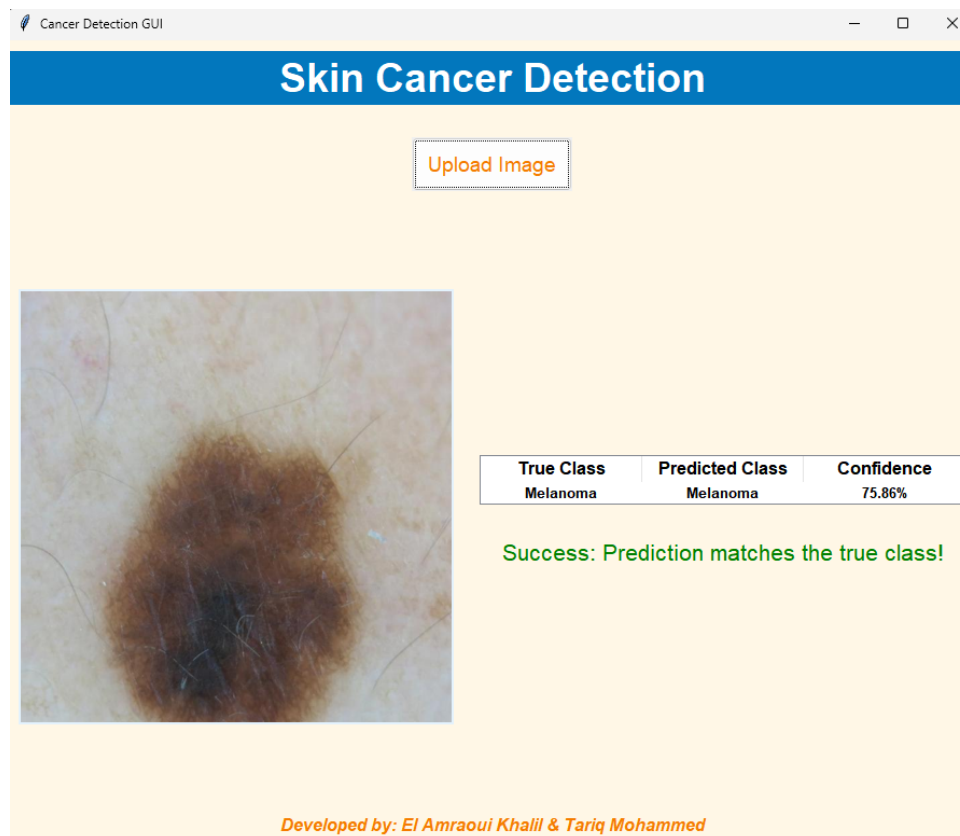 Cancer Detection GUI
Skin Cancer Detection
Upload Image
True Class Predicted Class Confidence
Melanoma Melanoma 75.86%
Success: Prediction matches the true class!
Developed by: El Amraoui Khalil & Tariq Mohammed